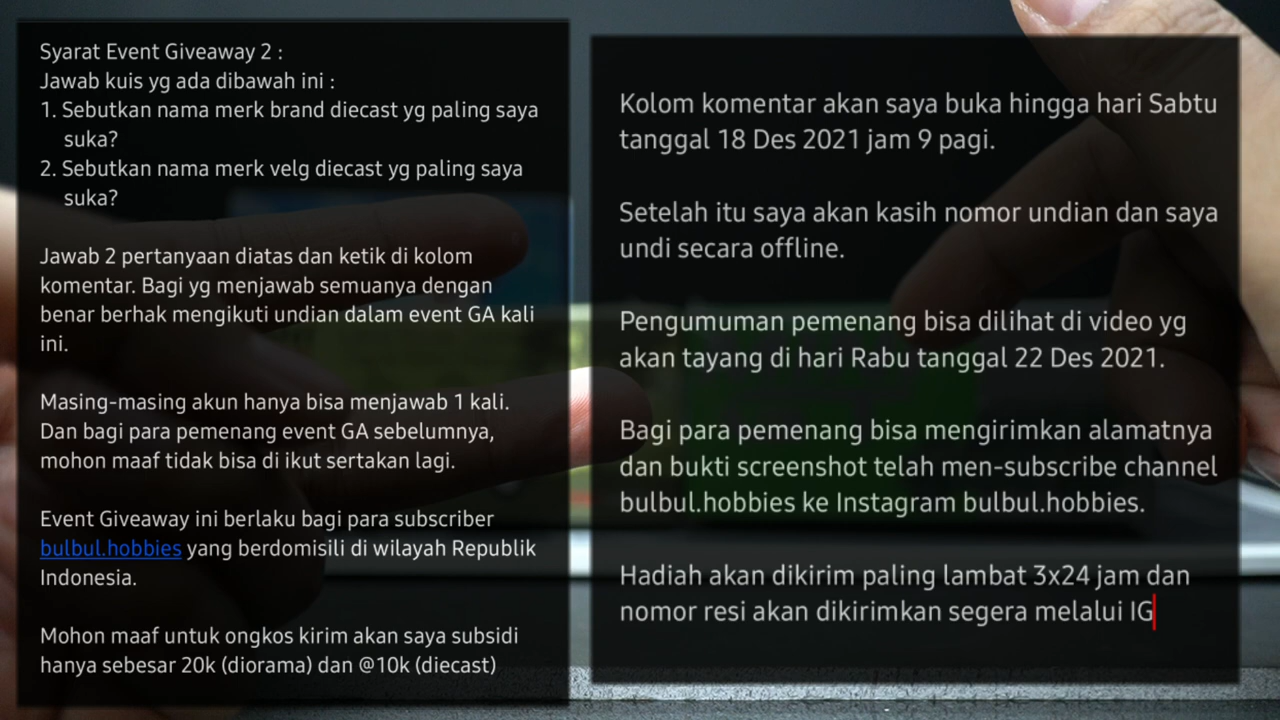 Syarat Event Giveaway 2 :
Jawab kuis yg ada dibawah ini :
1. Sebutkan nama merk brand diecast yg paling saya
suka?
2. Sebutkan nama merk velg diecast yg paling saya
suka?
Jawab 2 pertanyaan diatas dan ketik di kolom
komentar. Bagi yg menjawab semuanya dengan
benar berhak mengikuti undian dalam event GA kali
ini.
Masing-masing akun hanya bisa menjawab 1 kali.
Dan bagi para pemenang event GA sebelumnya,
mohon maaf tidak bisa di ikut sertakan lagi.
Event Giveaway ini berlaku bagi para subscriber
bulbul.hobbies yang berdomisili di wilayah Republik
Indonesia.
Mohon maaf untuk ongkos kirim akan saya subsidi
hanya sebesar 20k (diorama) dan @10k (diecast)
Kolom komentar akan saya buka hingga hari Sabtu
tanggal 18 Des 2021 jam 9 pagi.
Setelah itu saya akan kasih nomor undian dan saya
undi secara offline.
Pengumuman pemenang bisa dilihat di video yg
akan tayang di hari Rabu tanggal 22 Des 2021.
Bagi para pemenang bisa mengirimkan alamatnya
dan bukti screenshot telah men-subscribe channel
bulbul.hobbies ke Instagram bulbul.hobbies.
Hadiah akan dikirim paling lambat 3x24 jam dan
nomor resi akan dikirimkan segera melalui IG